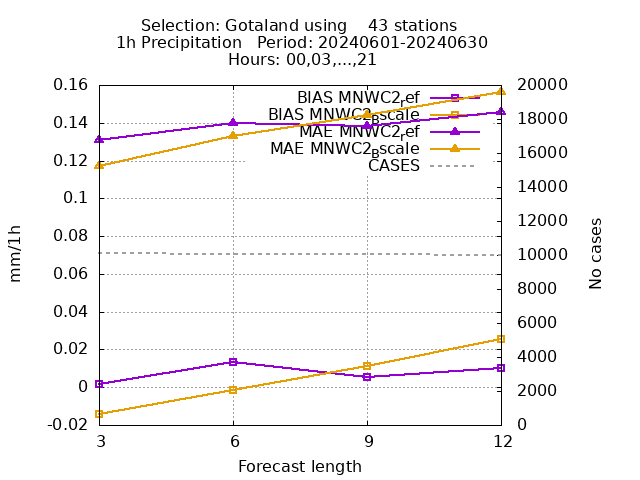 Selection: Gotaland using    43 stations
1h Precipitation   Period: 20240601-20240630
Hours: 00,03,...,21
0.16
0.14
0.12
0.1
0.08
0.06
0.04
0.02
0
-0.02
mm/1h
BIAS MNWC2_ref
BIAS MNWC2_Bscale
MAE MNWC2_ref
MAE MNWC2_Bscale
CASES
20000
18000
16000
14000
12000
10000
8000
6000
4000
2000
0
No cases
3
6
9
12
Forecast length